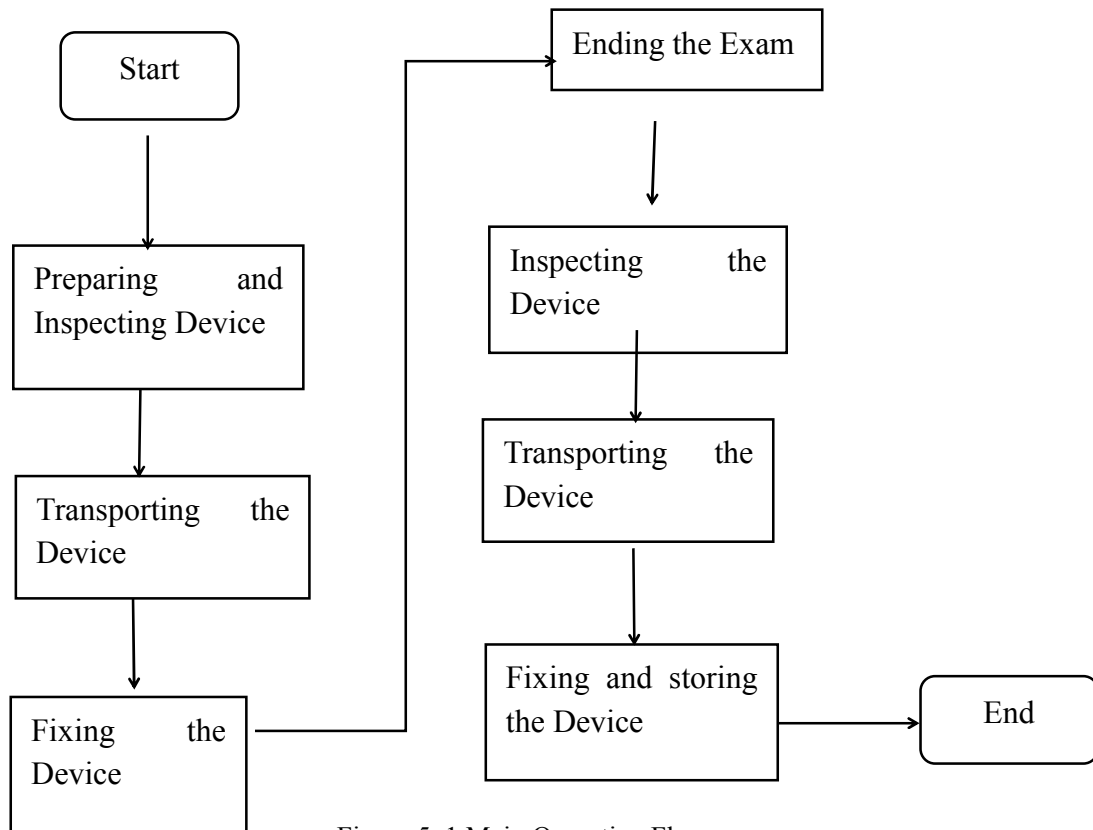 Start
Preparing and
Inspecting Device
Transporting the
Device
Fixing the
Device
Ending the Exam
Inspecting the
Device
Transporting the
Device
Fixing and storing
the Device
End